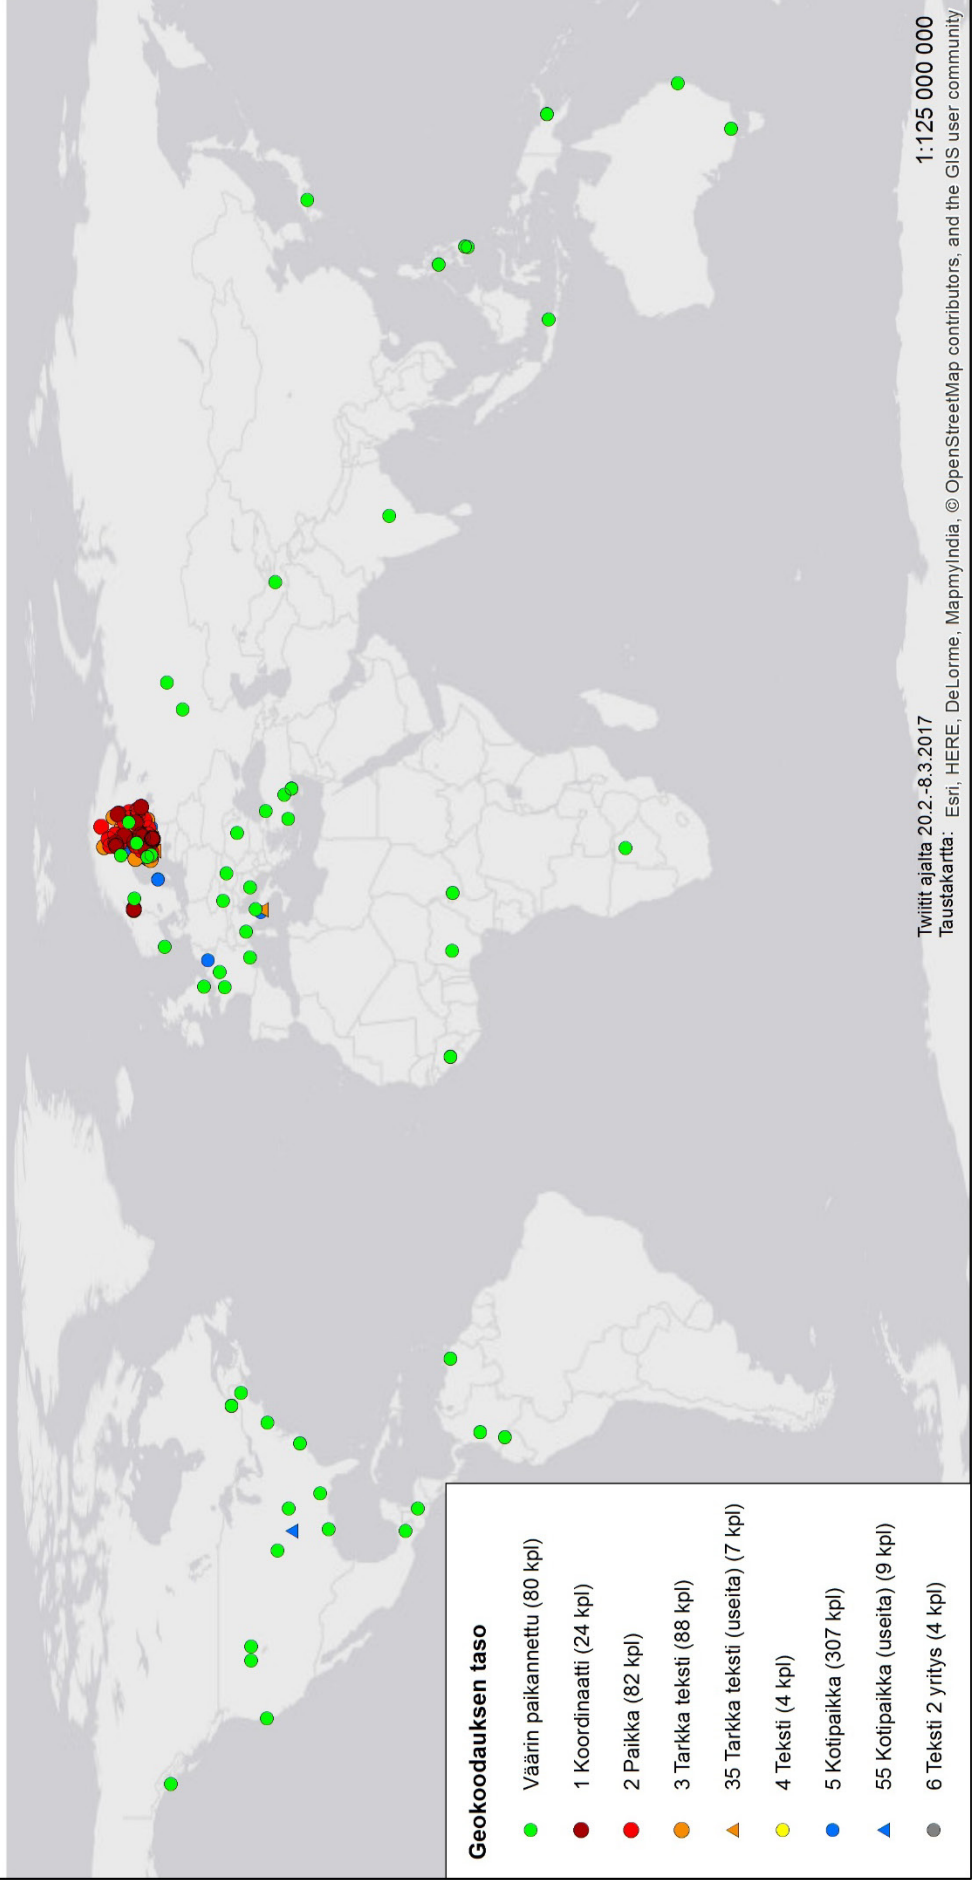 Geokoodauksen taso
Väärin paikannettu (80 kpl)
1 Koordinaatti (24 kpl)
2 Paikka (82 kpl)
3 Tarkka teksti (88 kpl)
35 Tarkka teksti (useita) (7 kpl)
4 Teksti (4 kpl)
5 Kotipaikka (307 kpl)
55 Kotipaikka (useita) (9 kpl)
6 Teksti 2 yritys (4 kpl)
Twiitit ajalta 20.2.-8.3.2017
1:125 000 000
Taustakartta: Esri, HERE, DeLorme, MapmyIndia, © OpenStreetMap contributors, and the GIS user community